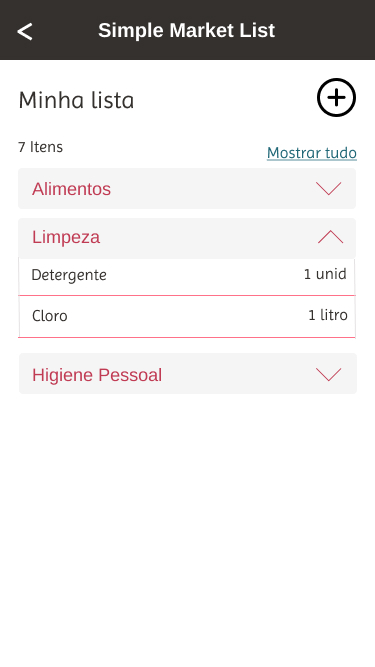 Simple Market List
Minha lista
7 Itens
Mostrar tudo
Alimentos
Limpeza
Detergente 1 unid
Cloro 1 litro
Higiene Pessoal